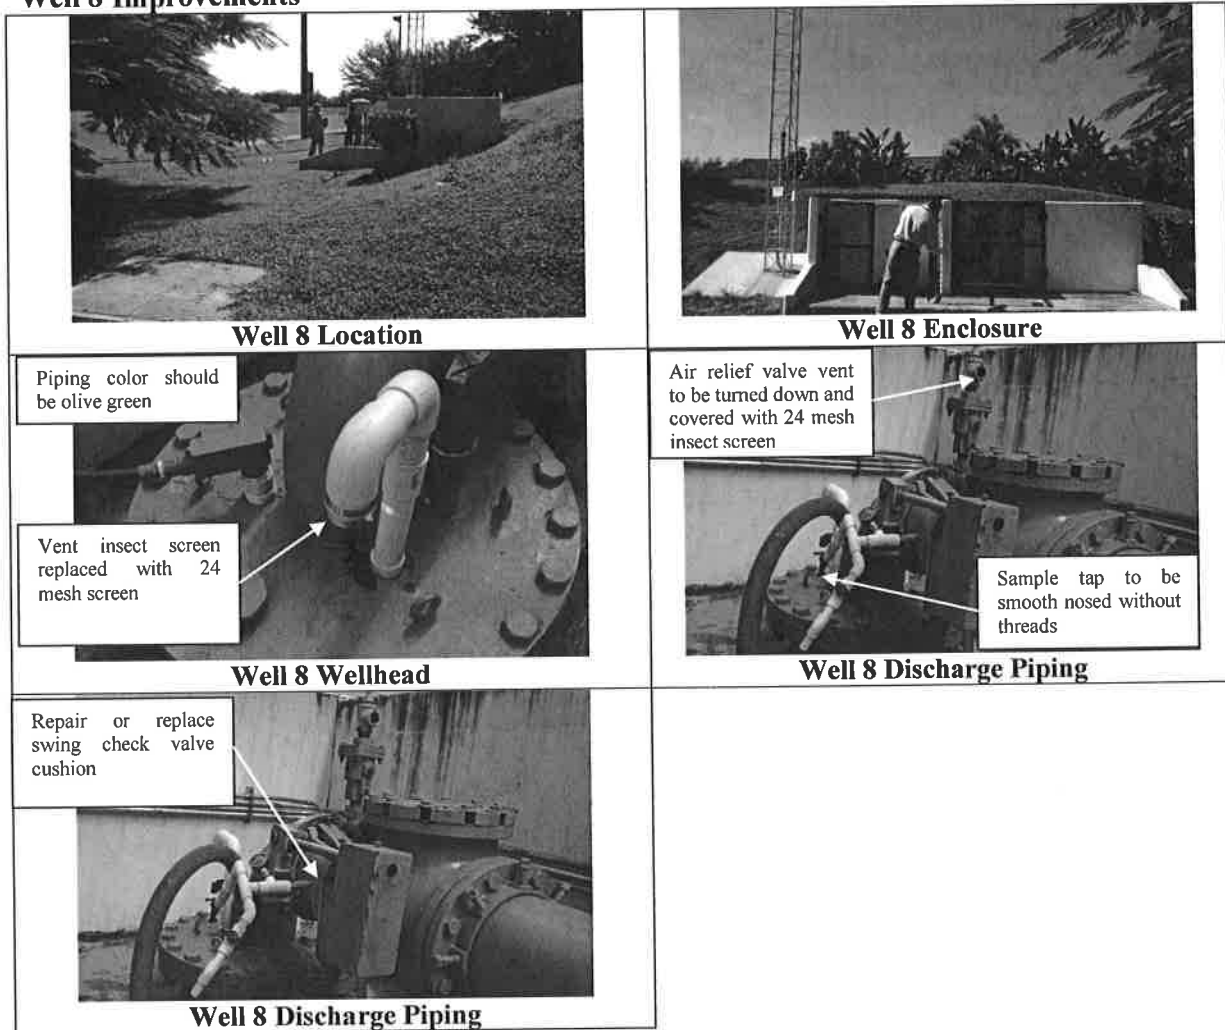 Well 8 Improvements
Well 8 Location
Well 8 Enclosure
Piping color should
be olive green
Vent insect screen
replaced with 24
mesh screen
Well 8 Wellhead
Air relief valve vent
to be turned down and
covered with 24 mesh
insect screen
Sample tap to be
smooth nosed without
threads
Well 8 Discharge Piping
Repair or replace
swing check valve
cushion
Well 8 Discharge Piping